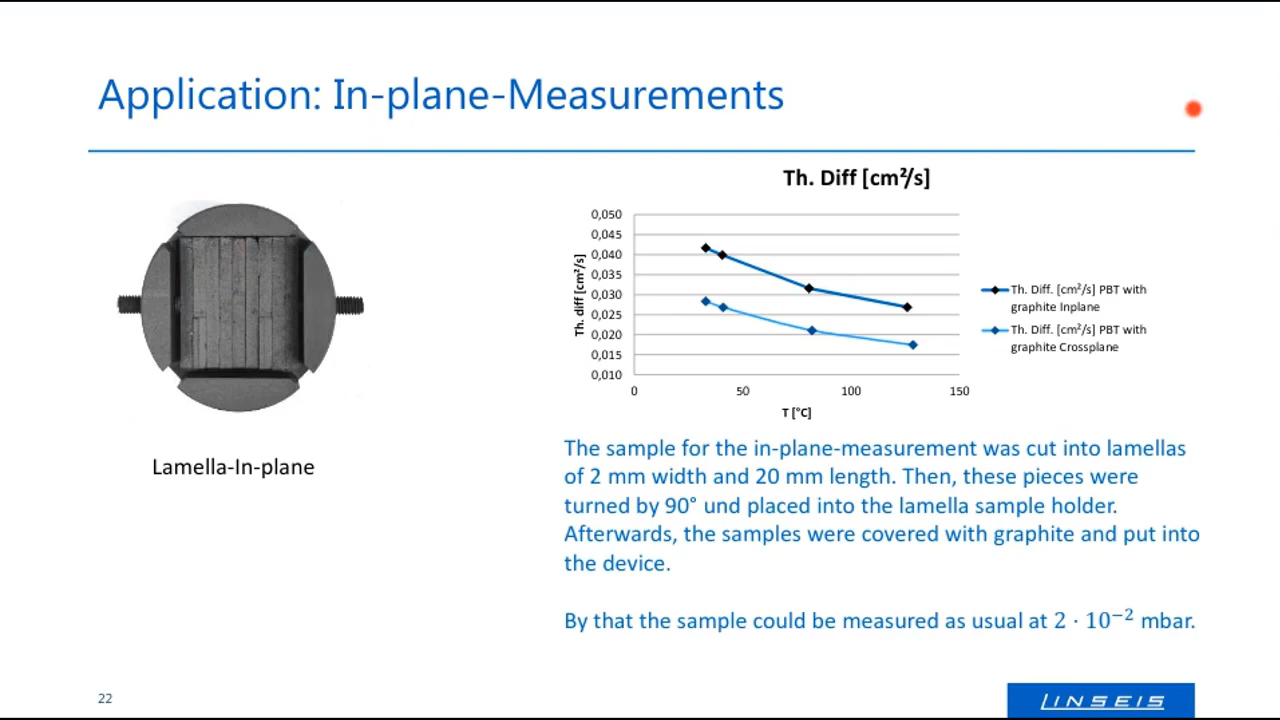 Application: In-plane-Measurements
Th. Diff [cm²/s]
0,050
0,045
0,040
0,035
0,030
0,025
0,020
0,015
0,010
Th. diff [cm²/s]
0
50
100
150
T [°C]
Th. Diff. [cm²/s] PBT with
graphite Inplane
Th. Diff. [cm²/s] PBT with
graphite Crossplane
Lamella-In-plane
The sample for the in-plane-measurement was cut into lamellas
of 2 mm width and 20 mm length. Then, these pieces were
turned by 90° und placed into the lamella sample holder.
Afterwards, the samples were covered with graphite and put into
the device.
By that the sample could be measured as usual at 2 · 10⁻² mbar.
22
LINSEIS